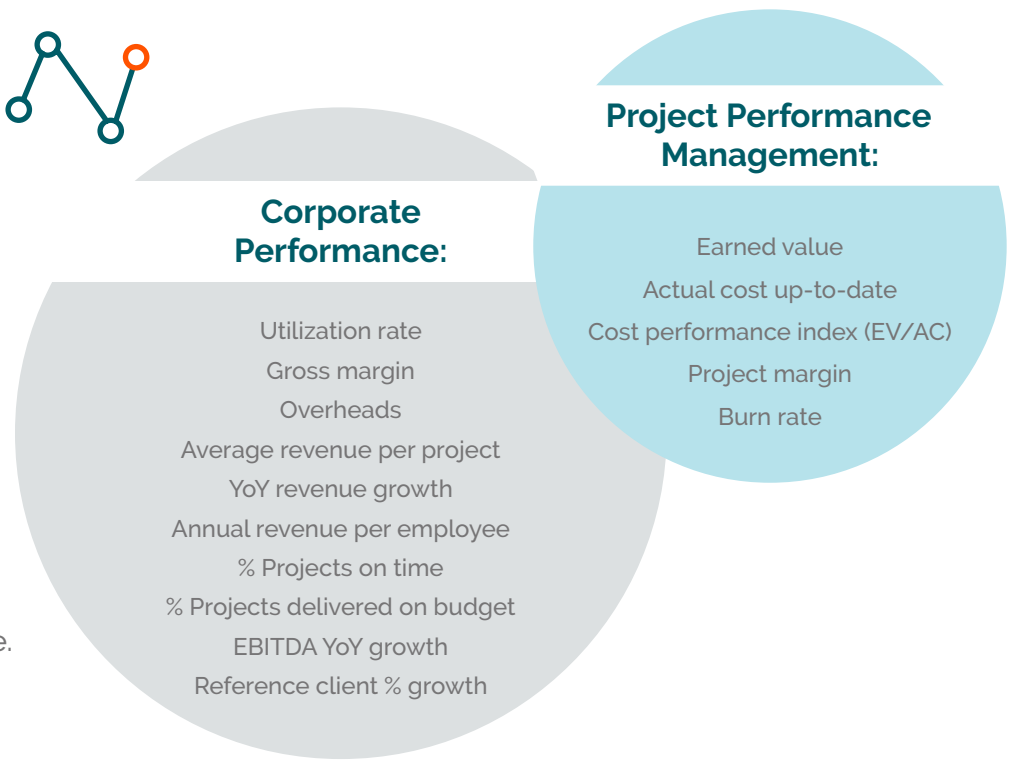 Project Performance
Management:
Earned value
Actual cost up-to-date
Cost performance index (EV/AC)
Project margin
Burn rate
Corporate
Performance:
Utilization rate
Gross margin
Overheads
Average revenue per project
YoY revenue growth
Annual revenue per employee
% Projects on time
% Projects delivered on budget
EBITDA YoY growth
Reference client % growth